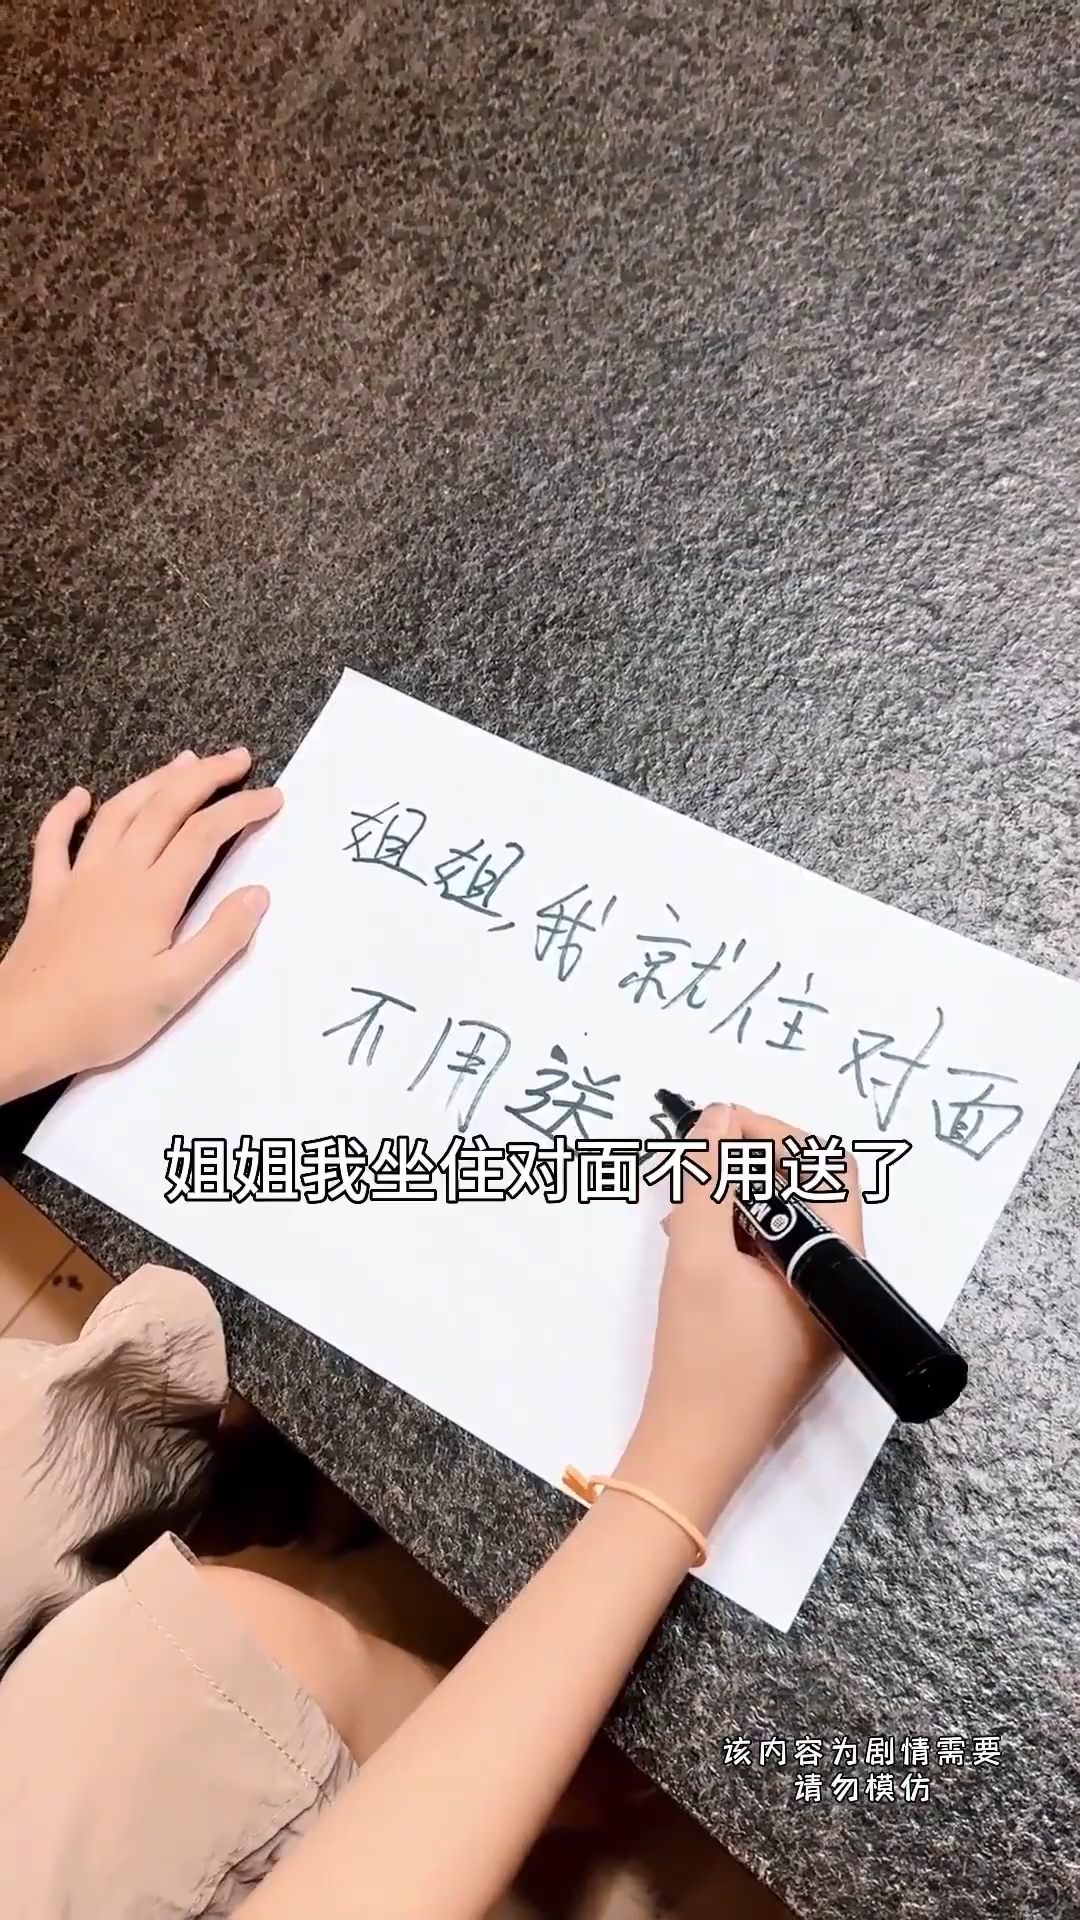 姐姐,我就住对面
不用送
姐姐我坐住对面不用送了
该内容为剧情需要
请勿模仿